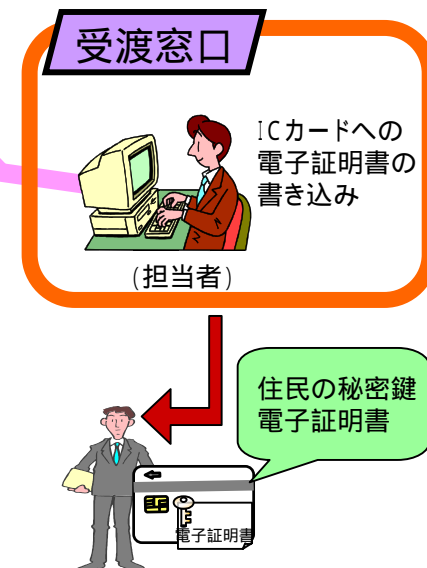 受渡窓口
ICカードへの
電子証明書の
書き込み
(担当者)
住民の秘密鍵
電子証明書
電子証明書